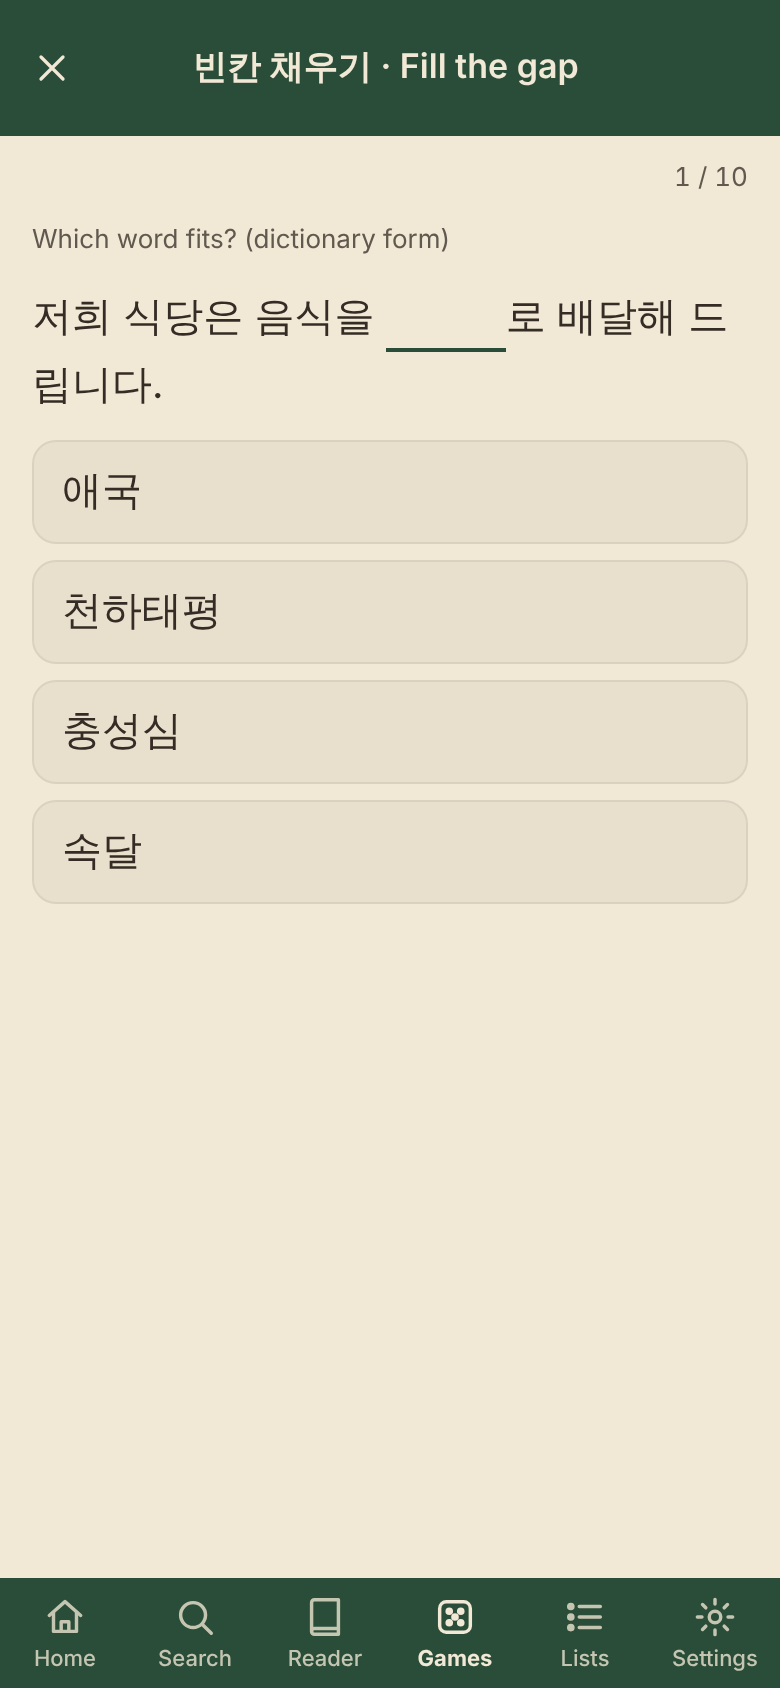 빈칸 채우기 · Fill the gap
1 / 10
Which word fits? (dictionary form)
저희 식당은 음식을 ______로 배달해 드
립니다.
애국
천하태평
충성심
속달
Home Search Reader Games Lists Settings